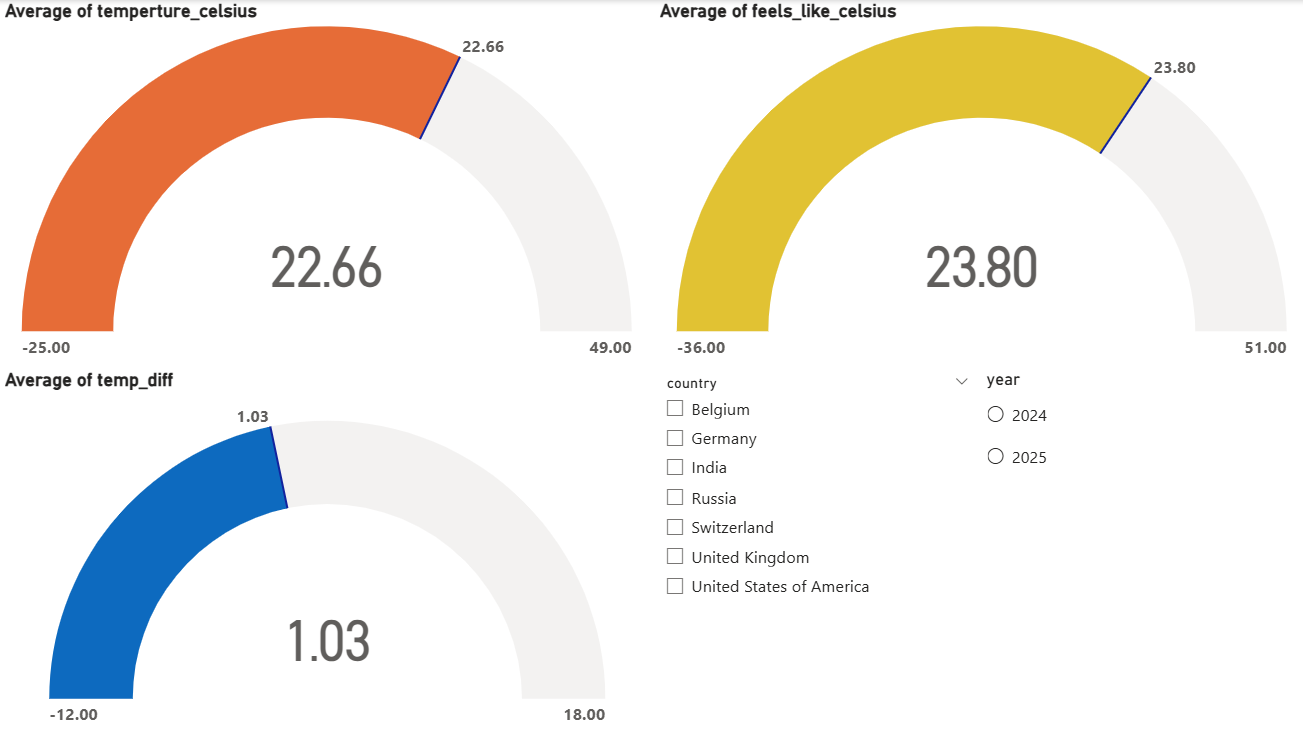 Average of temperture_celsius
22.66
22.66
-25.00
49.00
Average of feels_like_celsius
23.80
23.80
-36.00
51.00
Average of temp_diff
1.03
1.03
-12.00
18.00
country
Belgium
Germany
India
Russia
Switzerland
United Kingdom
United States of America
year
2024
2025